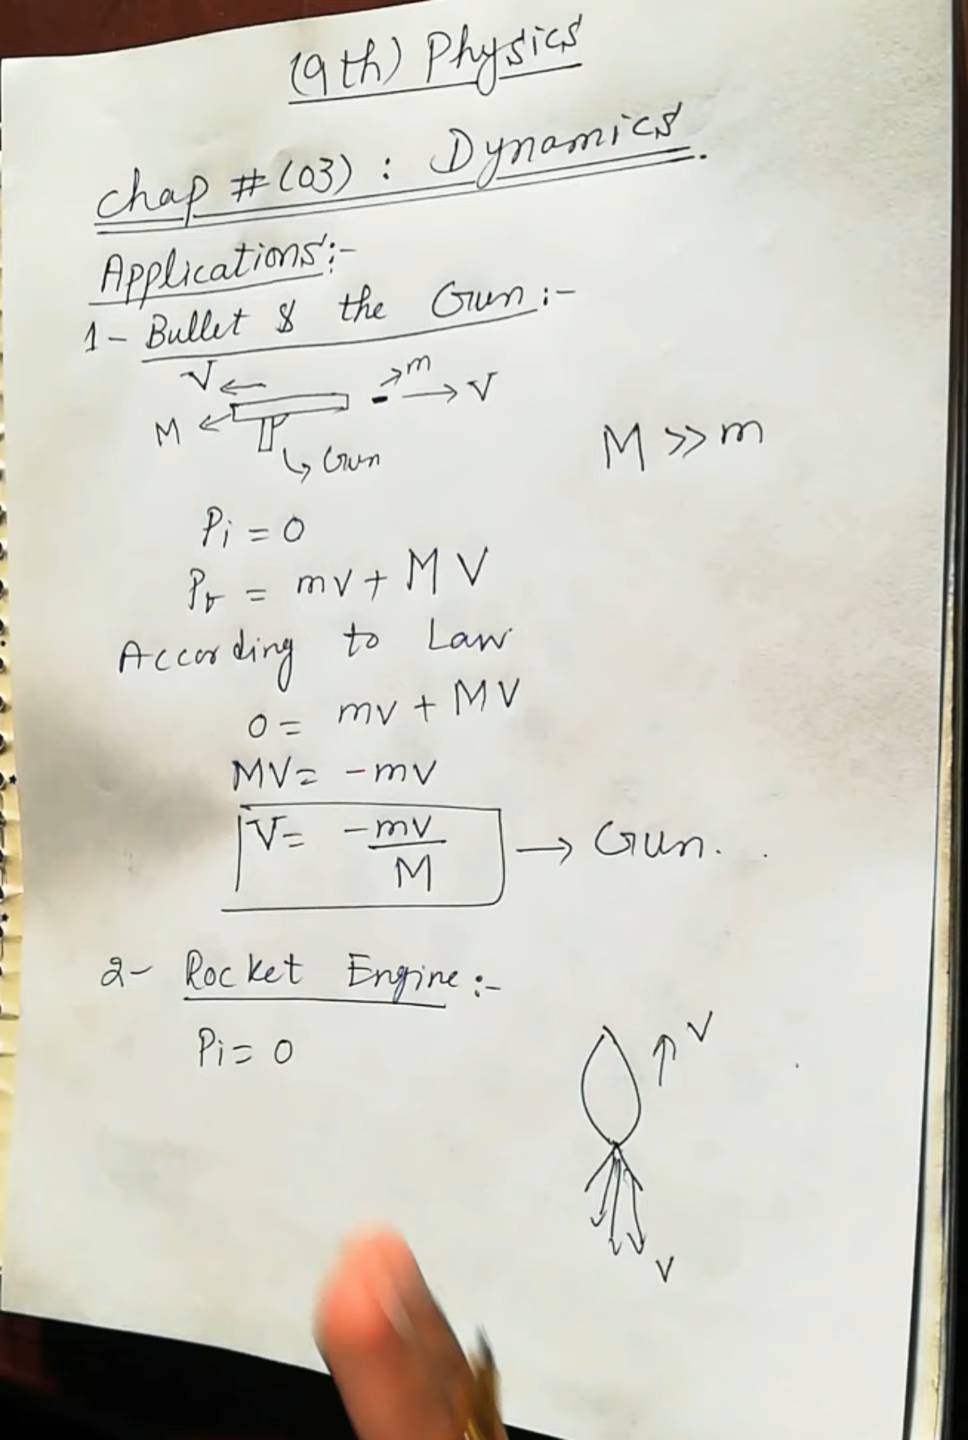 (9th) Physics
Chap #(03) : Dynamics.
Applications:-
1- Bullet & the Gun:-
V m V
M Gun M >> m
Pi = 0
Pf = mv + MV
According to Law
0 = mv + MV
MV = -mv
V = -mv/M → Gun.
2- Rocket Engine:-
Pi = 0 V
V